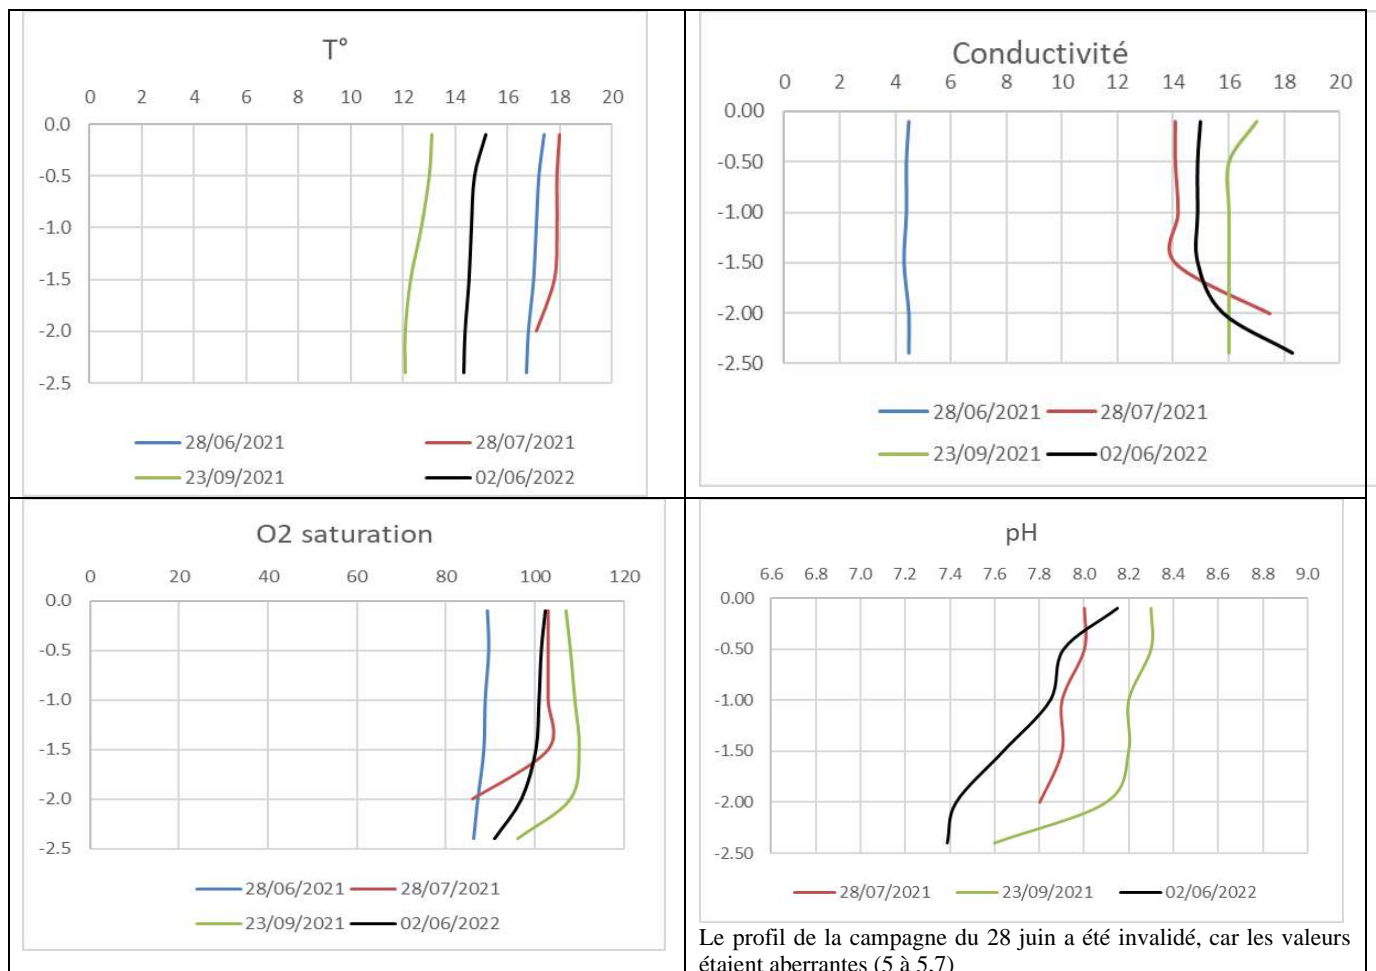 T°
0 2 4 6 8 10 12 14 16 18 20
0.0
-0.5
-1.0
-1.5
-2.0
-2.5
28/06/2021 28/07/2021
23/09/2021 02/06/2022
Conductivité
0 2 4 6 8 10 12 14 16 18 20
0.00
-0.50
-1.00
-1.50
-2.00
-2.50
28/06/2021 28/07/2021
23/09/2021 02/06/2022
O2 saturation
0 20 40 60 80 100 120
0.0
-0.5
-1.0
-1.5
-2.0
-2.5
28/06/2021 28/07/2021
23/09/2021 02/06/2022
pH
6.6 6.8 7.0 7.2 7.4 7.6 7.8 8.0 8.2 8.4 8.6 8.8 9.0
0.00
-0.50
-1.00
-1.50
-2.00
-2.50
28/07/2021 23/09/2021 02/06/2022
Le profil de la campagne du 28 juin a été invalidé, car les valeurs
étaient aberrantes (5 à 5.7)